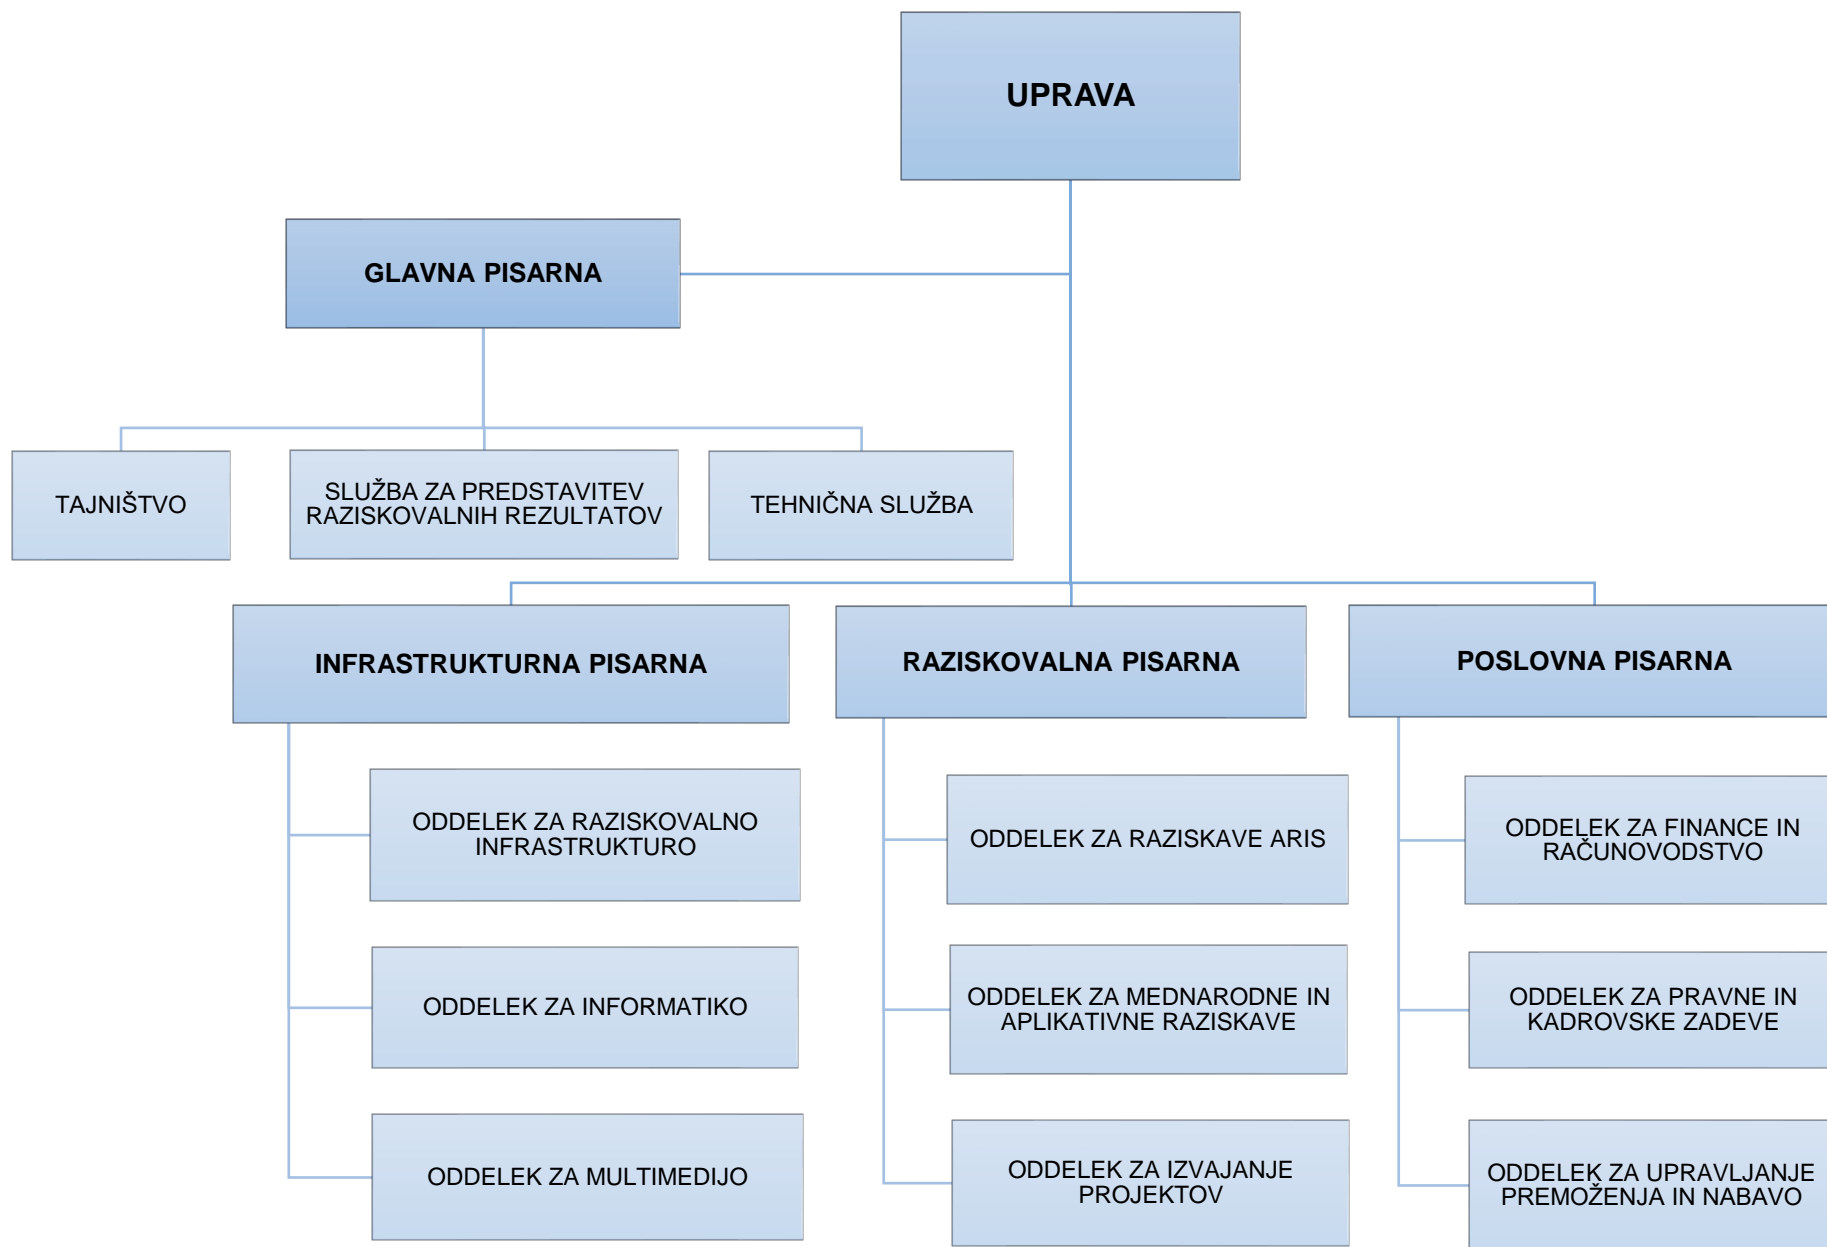 UPRAVA
GLAVNA PISARNA
TAJNIŠTVO
SLUŽBA ZA PREDSTAVITEV
RAZISKOVALNIH REZULTATOV
TEHNIČNA SLUŽBA
INFRASTRUKTURNA PISARNA
RAZISKOVALNA PISARNA
POSLOVNA PISARNA
ODDELEK ZA RAZISKOVALNO
INFRASTRUKTURO
ODDELEK ZA INFORMATIKO
ODDELEK ZA MULTIMEDIJO
ODDELEK ZA RAZISKAVE ARIS
ODDELEK ZA MEDNARODNE IN
APLIKATIVNE RAZISKAVE
ODDELEK ZA IZVAJANJE
PROJEKTOV
ODDELEK ZA FINANCE IN
RAČUNOVODSTVO
ODDELEK ZA PRAVNE IN
KADROVSKE ZADEVE
ODDELEK ZA UPRAVLJANJE
PREMOŽENJA IN NABAVO